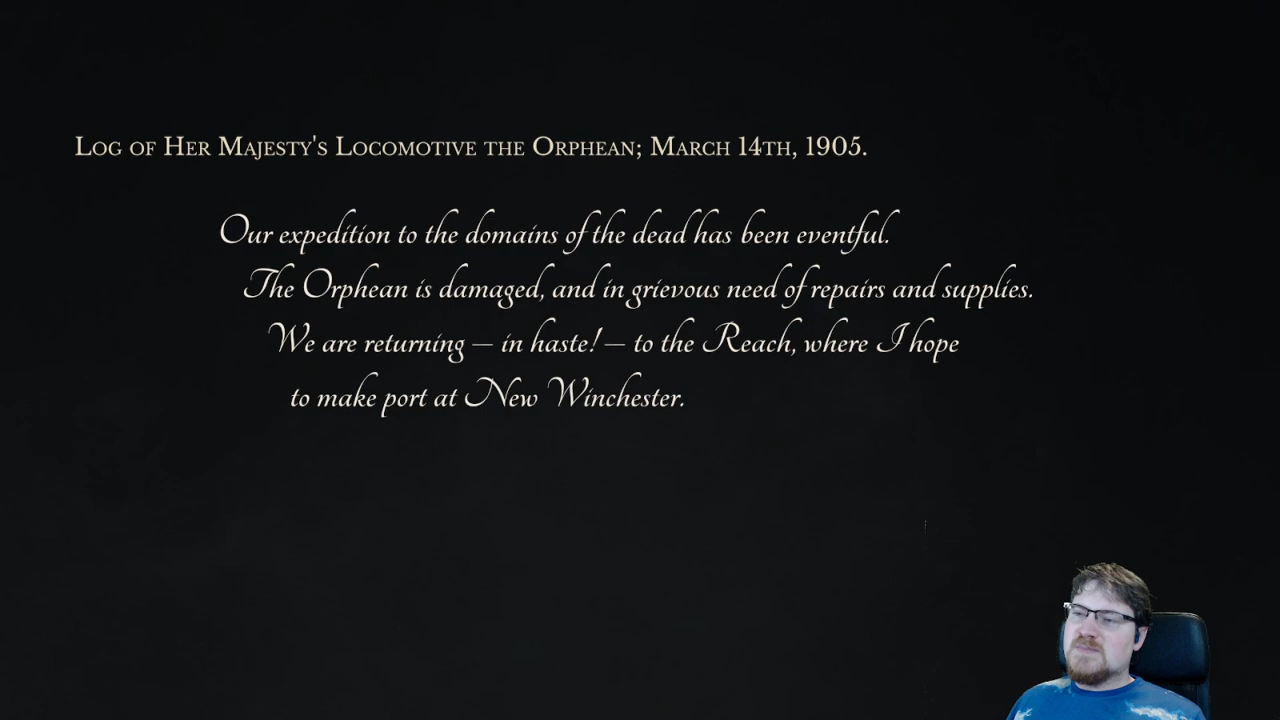 Log of Her Majesty's Locomotive the Orphean; March 14th, 1905.
Our expedition to the domains of the dead has been eventful.
The Orphean is damaged, and in grievous need of repairs and supplies.
We are returning – in haste! – to the Reach, where I hope
to make port at New Winchester.